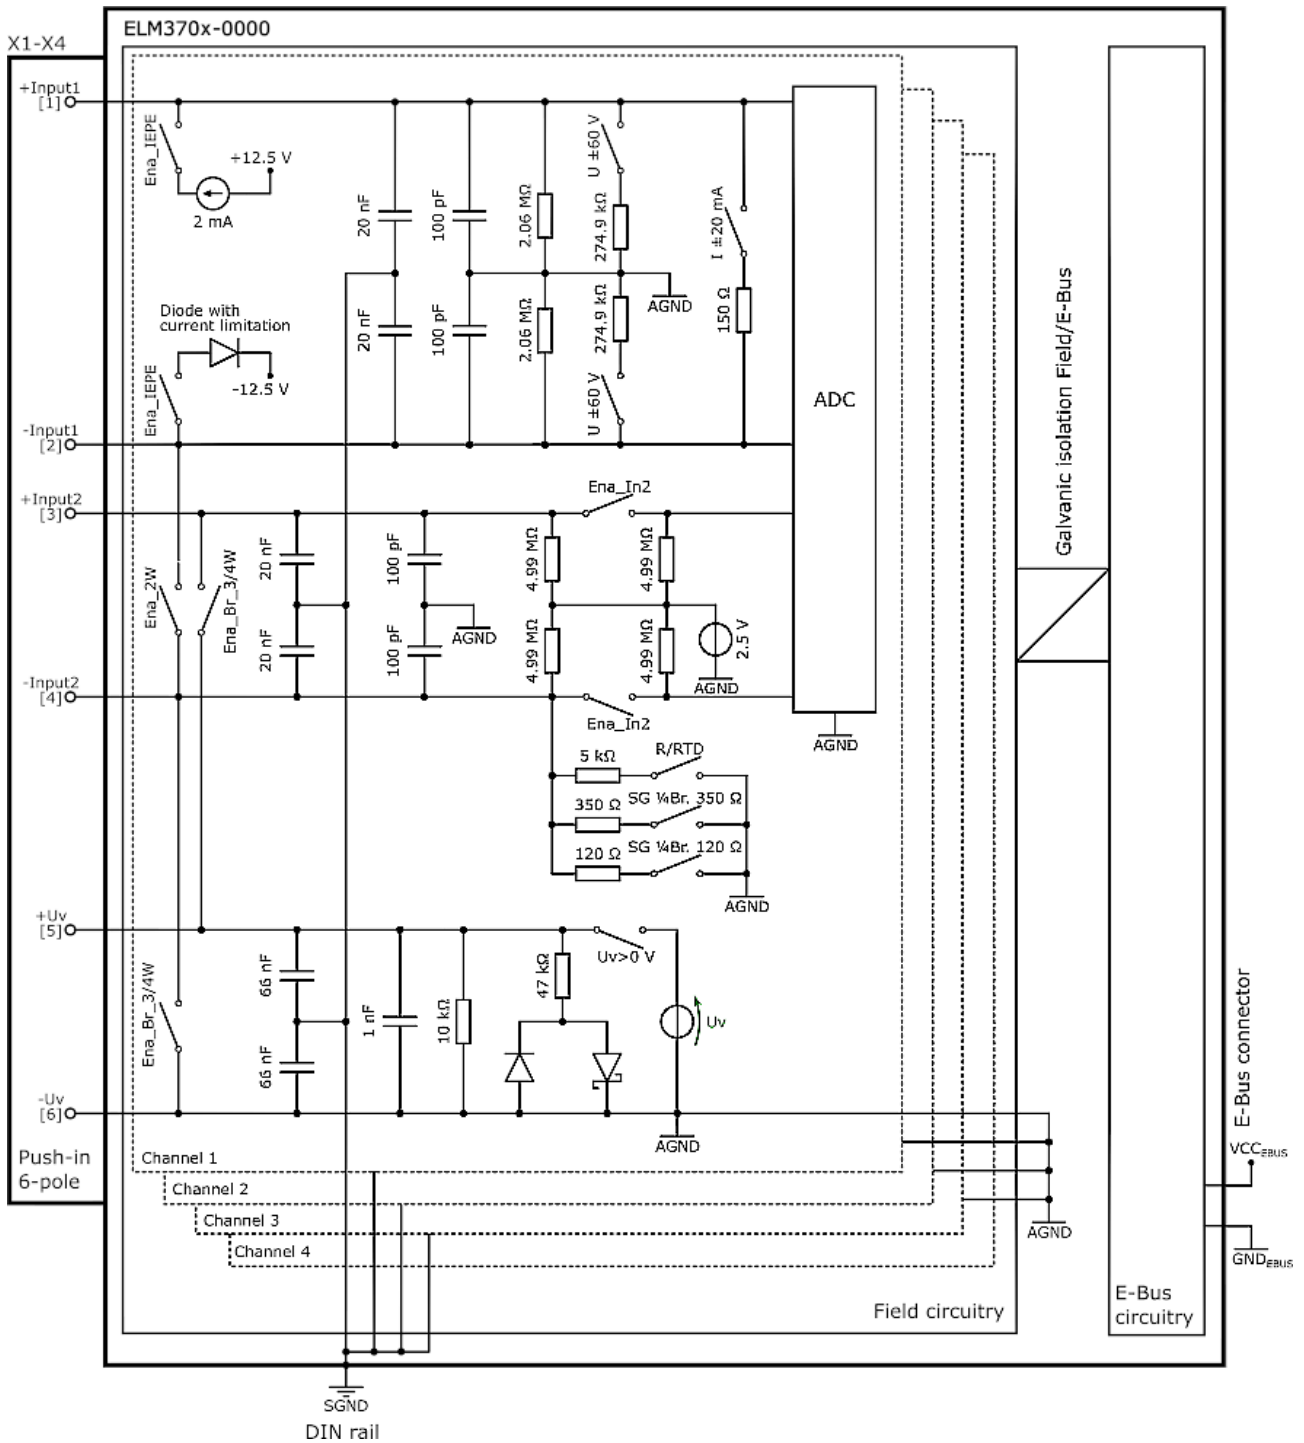 ELM370x-0000
X1-X4
+Input1
[1]
Ena_IEPE
+12.5 V
2 mA
20 nF
100 pF
2.06 MΩ
U ±60 V
274.9 kΩ
I ±20 mA
AGND
Diode with
current limitation
-12.5 V
Ena_IEPE
20 nF
100 pF
2.06 MΩ
274.9 kΩ
U ±60 V
150 Ω
ADC
Galvanic isolation Field/E-Bus
-Input1
[2]
+Input2
[3]
Ena_In2
20 nF
100 pF
4.99 MΩ
4.99 MΩ
Ena_2W
Ena_Br_3/4W
AGND
2.5 V
20 nF
100 pF
4.99 MΩ
4.99 MΩ
AGND
-Input2
[4]
Ena_In2
AGND
R/RTD
5 kΩ
SG ¼Br. 350 Ω
350 Ω
SG ¼Br. 120 Ω
120 Ω
AGND
+Uv
[5]
Uv>0 V
66 nF
47 kΩ
Ena_Br_3/4W
1 nF
10 kΩ
Uv
66 nF
-Uv
[6]
AGND
E-Bus connector
Push-in
6-pole
Channel 1
Channel 2
Channel 3
Channel 4
VCCEBUS
AGND
GNDEBUS
Field circuitry
E-Bus
circuitry
SGND
DIN rail